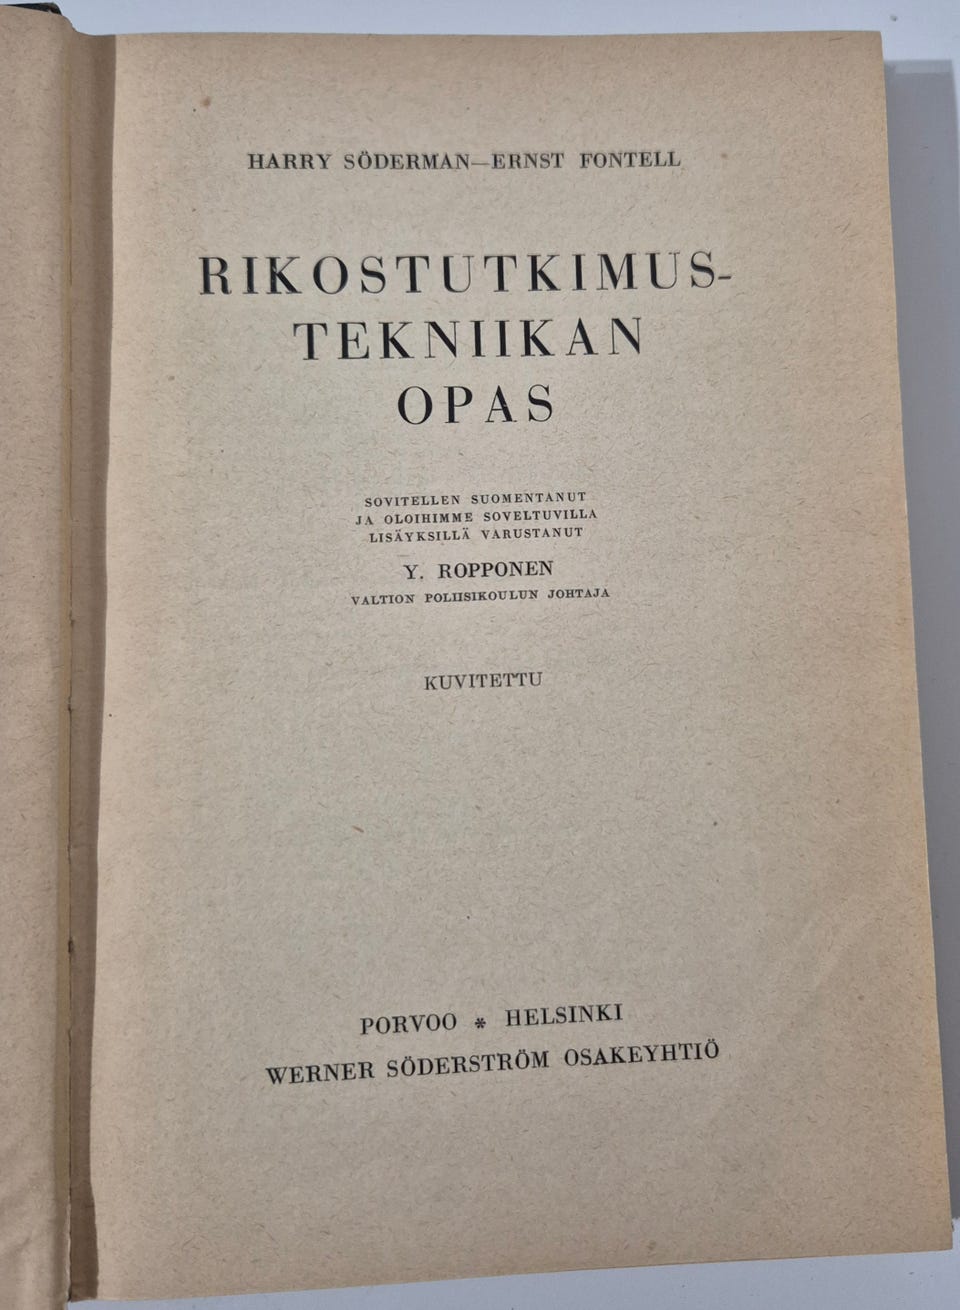 HARRY SÖDERMAN—ERNST FONTELL
RIKOSTUTKIMUS-
TEKNIIKAN
OPAS
SOVITELLEN SUOMENTANUT
JA OLOIHIMME SOVELTUVILLA
LISÄYKSILLÄ VARUSTANUT
Y. ROPPONEN
VALTION POLIISIKOULUN JOHTAJA
KUVITETTU
PORVOO * HELSINKI
WERNER SÖDERSTRÖM OSAKEYHTIÖ